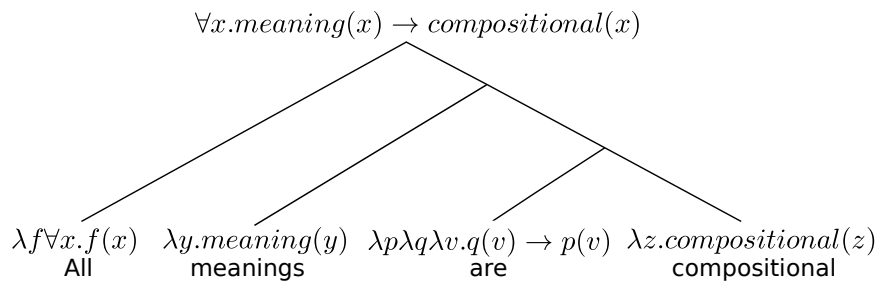 ∀x.meaning(x) → compositional(x)
λf∀x.f(x) λy.meaning(y) λpλqλv.q(v) → p(v) λz.compositional(z)
All meanings are compositional